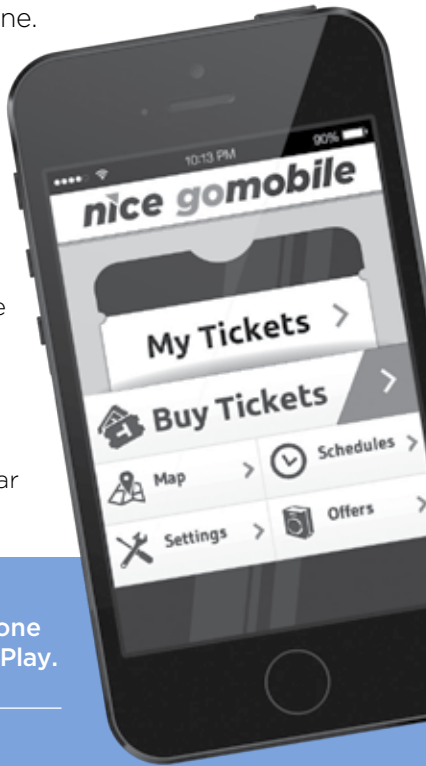 ne.
10:13 PM
90%
nice gomobile
e
My Tickets
Buy Tickets
ar
Map
Schedules
Settings
Offers
one
Play.